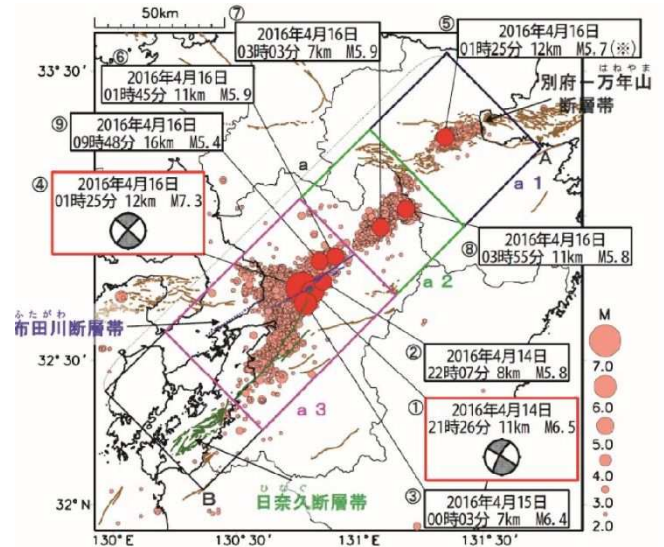 50km
⑦
2016年4月16日
03時03分 7km M5.9
⑤
2016年4月16日
01時25分 12km M5.7(※)
⑥
2016年4月16日
01時45分 11km M5.9
はねやま
別府－万年山
断層帯
⑨
2016年4月16日
09時48分 16km M5.4
④
2016年4月16日
01時25分 12km M7.3
33°30'
a
A
a 1
⑧
2016年4月16日
03時55分 11km M5.8
a 2
ふたがわ
布田川断層帯
②
2016年4月14日
22時07分 8km M5.8
32°30'
①
2016年4月14日
21時26分 11km M6.5
a 3
③
2016年4月15日
00時03分 7km M6.4
B
ひなぐ
日奈久断層帯
32°N
M
7.0
6.0
5.0
4.0
3.0
2.0
130°E
130°30'
131°E
131°30'